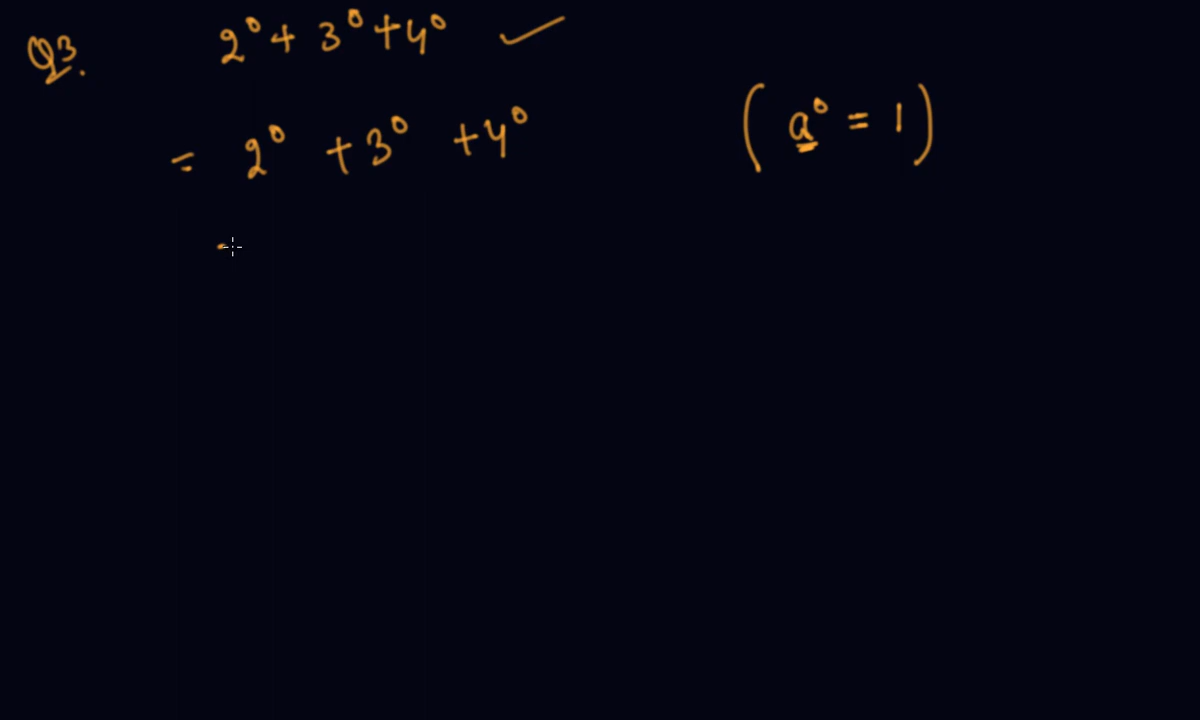 Q3. 2⁰ + 3⁰ + 4⁰ ✓
= 2⁰ + 3⁰ + 4⁰ (a⁰ = 1)